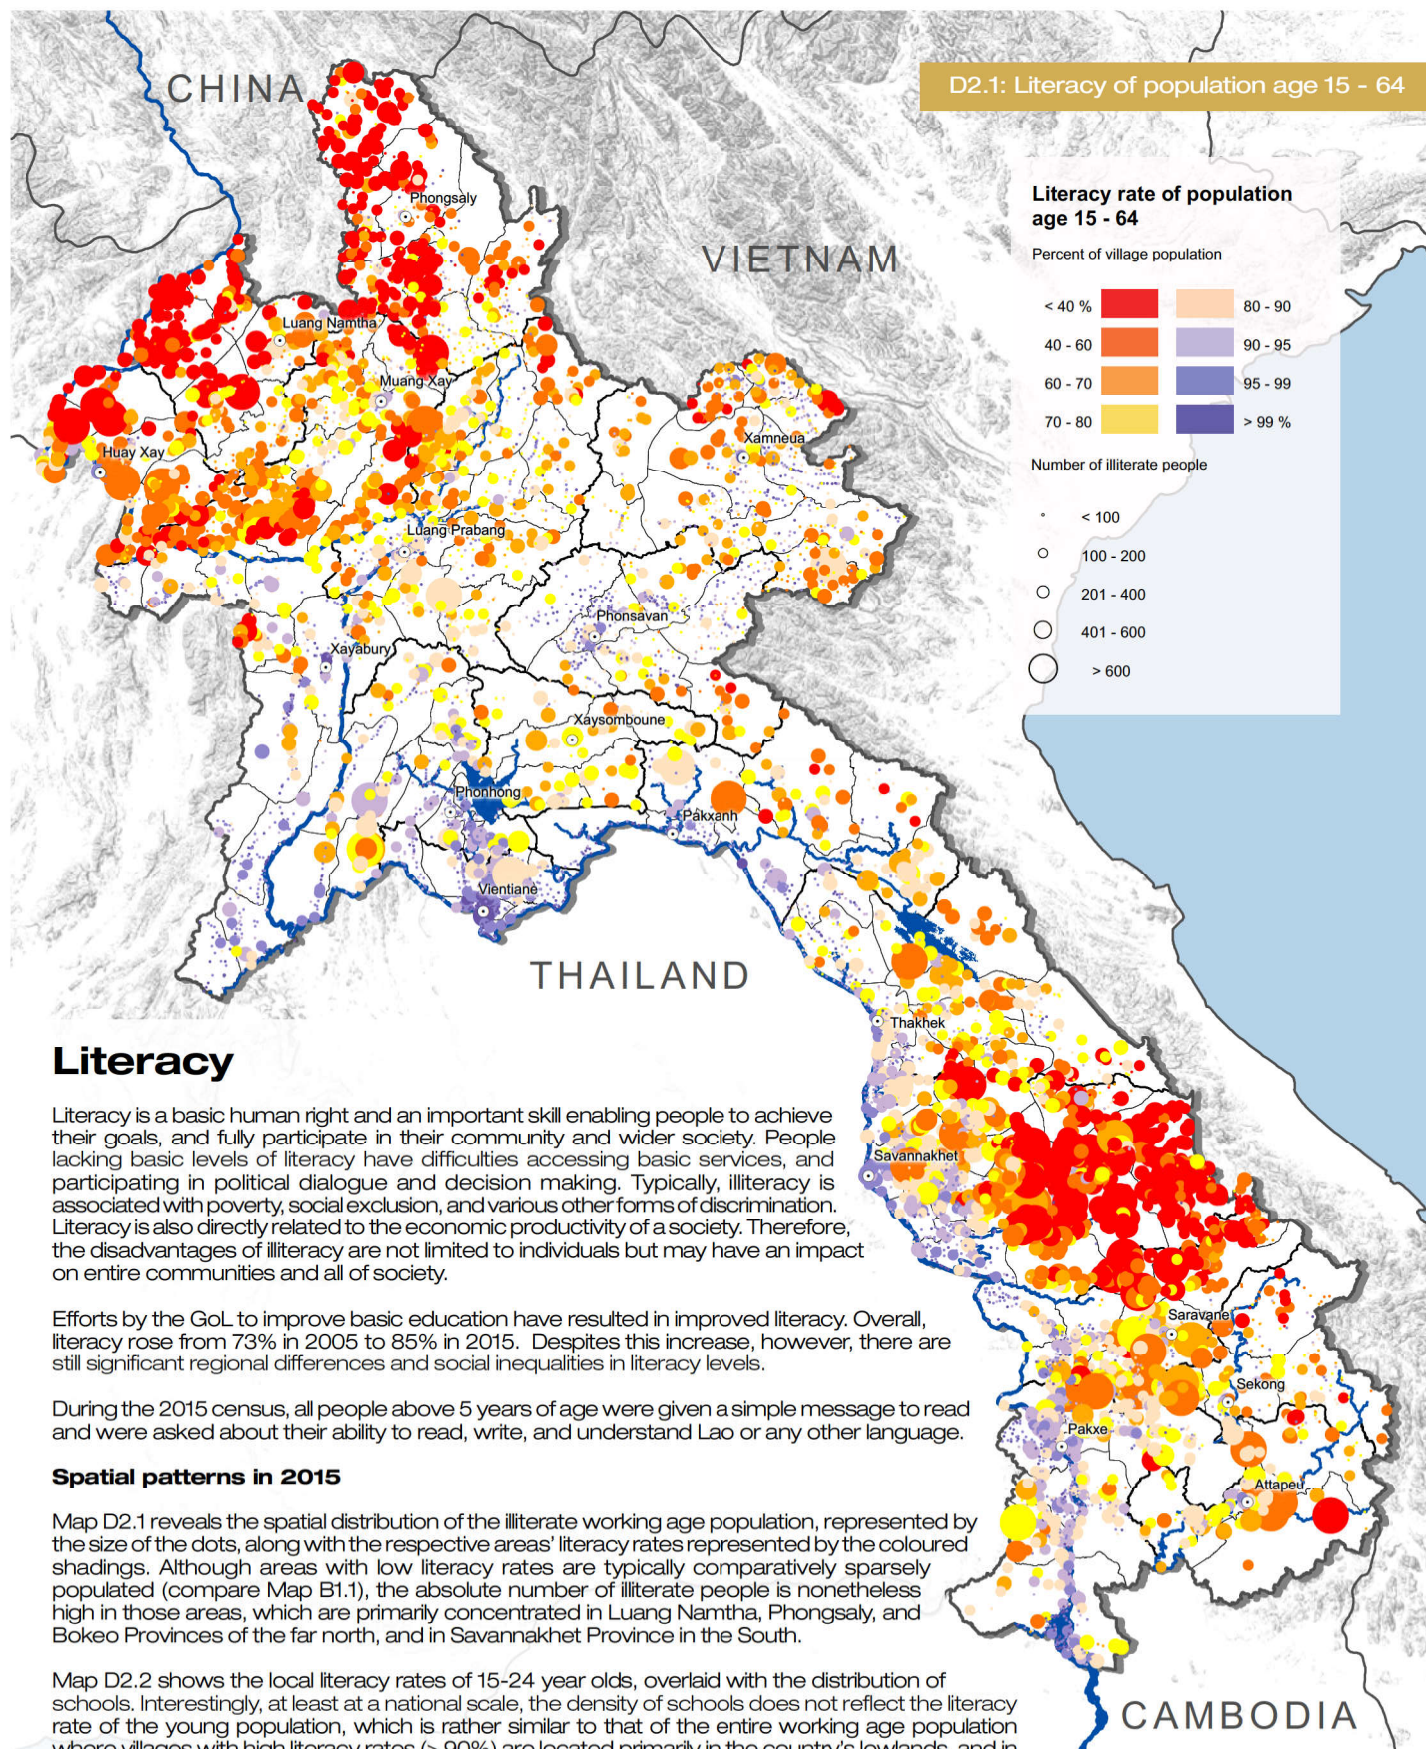 CHINA
D2.1: Literacy of population age 15 - 64
Phongsaly
VIETNAM
Literacy rate of population
age 15 - 64
Percent of village population
< 40 %
80 - 90
40 - 60
90 - 95
60 - 70
95 - 99
70 - 80
> 99 %
Number of illiterate people
< 100
100 - 200
201 - 400
401 - 600
> 600
Luang Namtha
Muang Xay
Xamneua
Huay Xay
Luang Prabang
Phonsavan
Xayabury
Xaysomboune
Phonhong
Pakxanh
Vientiane
THAILAND
Thakhek
Savannakhet
Saravane
Sekong
Pakxe
Attapeu
CAMBODIA
Literacy
Literacy is a basic human right and an important skill enabling people to achieve
their goals, and fully participate in their community and wider society. People
lacking basic levels of literacy have difficulties accessing basic services, and
participating in political dialogue and decision making. Typically, illiteracy is
associated with poverty, social exclusion, and various other forms of discrimination.
Literacy is also directly related to the economic productivity of a society. Therefore,
the disadvantages of illiteracy are not limited to individuals but may have an impact
on entire communities and all of society.
Efforts by the GoL to improve basic education have resulted in improved literacy. Overall,
literacy rose from 73% in 2005 to 85% in 2015. Despites this increase, however, there are
still significant regional differences and social inequalities in literacy levels.
During the 2015 census, all people above 5 years of age were given a simple message to read
and were asked about their ability to read, write, and understand Lao or any other language.
Spatial patterns in 2015
Map D2.1 reveals the spatial distribution of the illiterate working age population, represented by
the size of the dots, along with the respective areas' literacy rates represented by the coloured
shadings. Although areas with low literacy rates are typically comparatively sparsely
populated (compare Map B1.1), the absolute number of illiterate people is nonetheless
high in those areas, which are primarily concentrated in Luang Namtha, Phongsaly, and
Bokeo Provinces of the far north, and in Savannakhet Province in the South.
Map D2.2 shows the local literacy rates of 15-24 year olds, overlaid with the distribution of
schools. Interestingly, at least at a national scale, the density of schools does not reflect the literacy
rate of the young population, which is rather similar to that of the entire working age population
where villages with high literacy rates (> 90%) are located primarily in the country's lowlands, and in